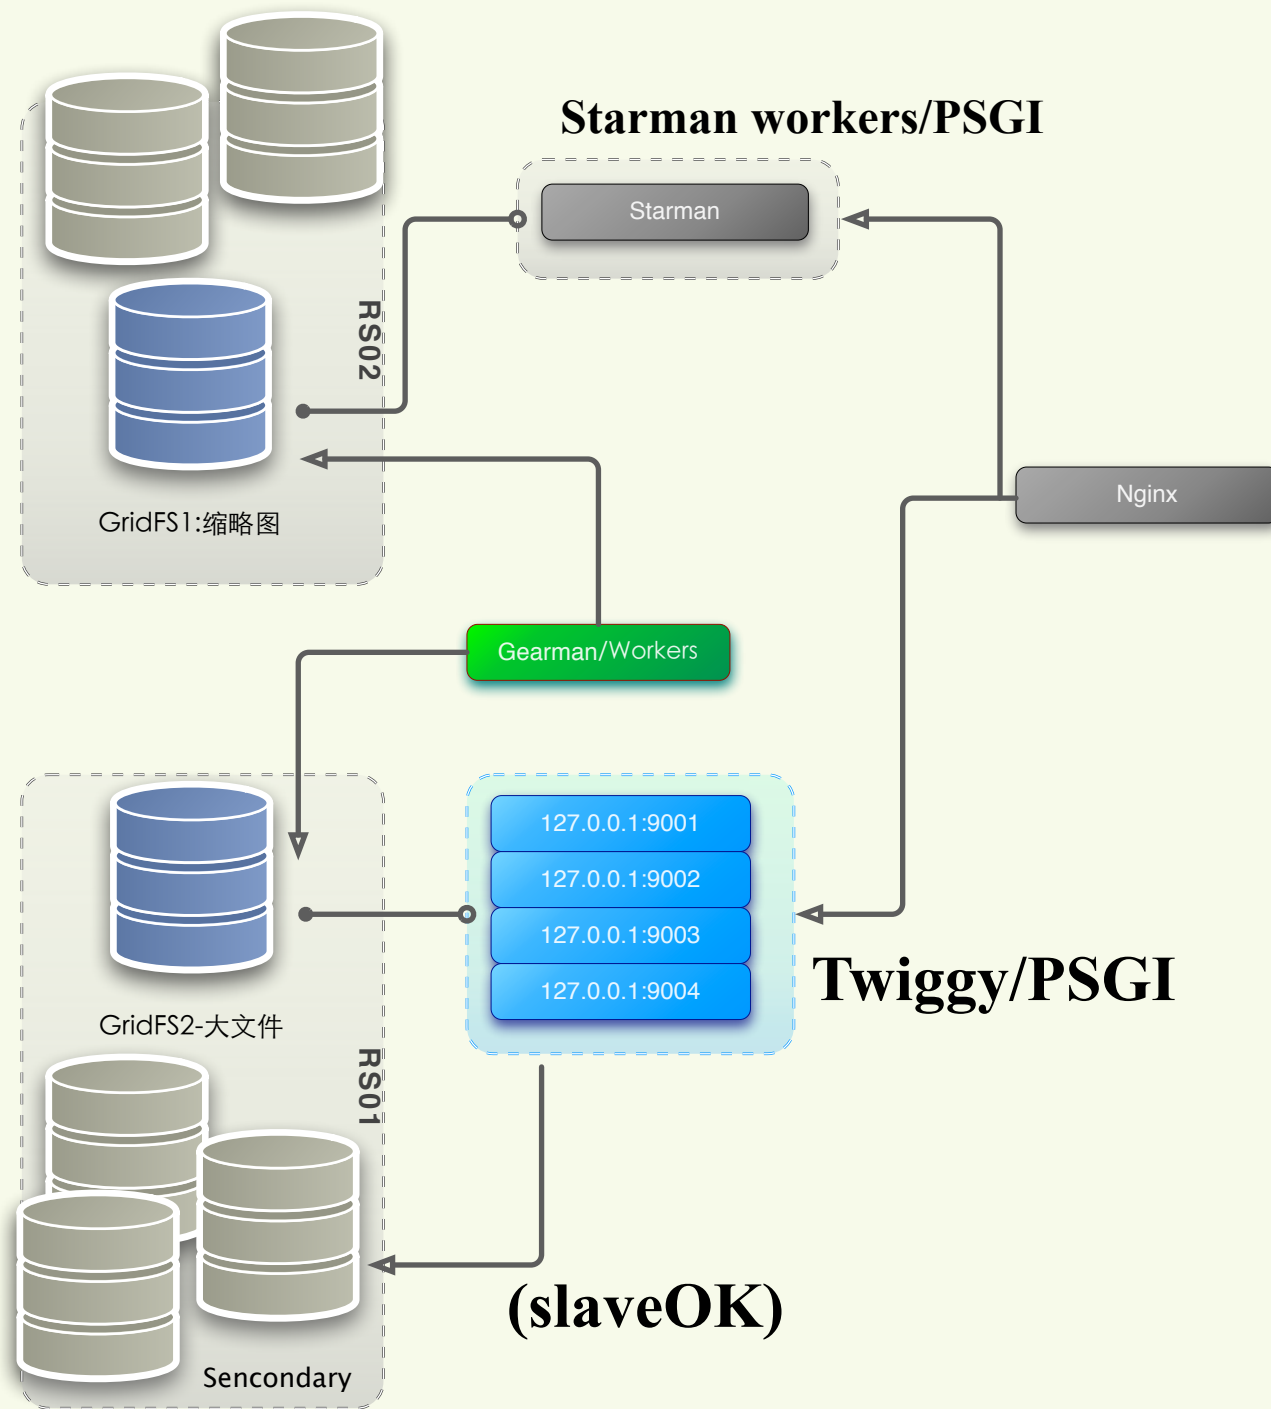 Starman workers/PSGI
Starman
RS02
Nginx
GridFS1:缩略图
Gearman/Workers
127.0.0.1:9001
127.0.0.1:9002
127.0.0.1:9003
127.0.0.1:9004
Twiggy/PSGI
GridFS2-大文件
RS01
(slaveOK)
Sencondary